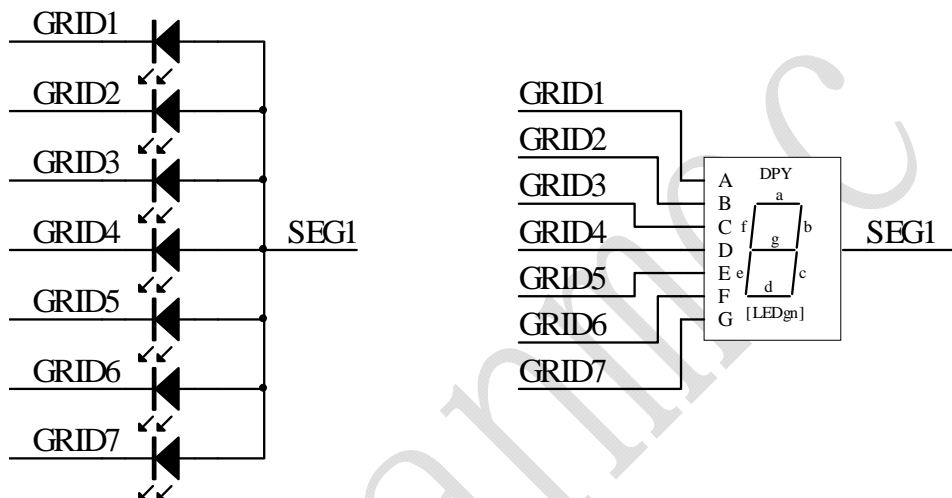 GRID1
GRID2
GRID3
GRID4
GRID5
GRID6
GRID7
SEG1
GRID1
GRID2
GRID3
GRID4
GRID5
GRID6
GRID7
A
B
C
D
E
F
G
DPY
a
f
b
g
e
c
d
[LEDgn]
SEG1